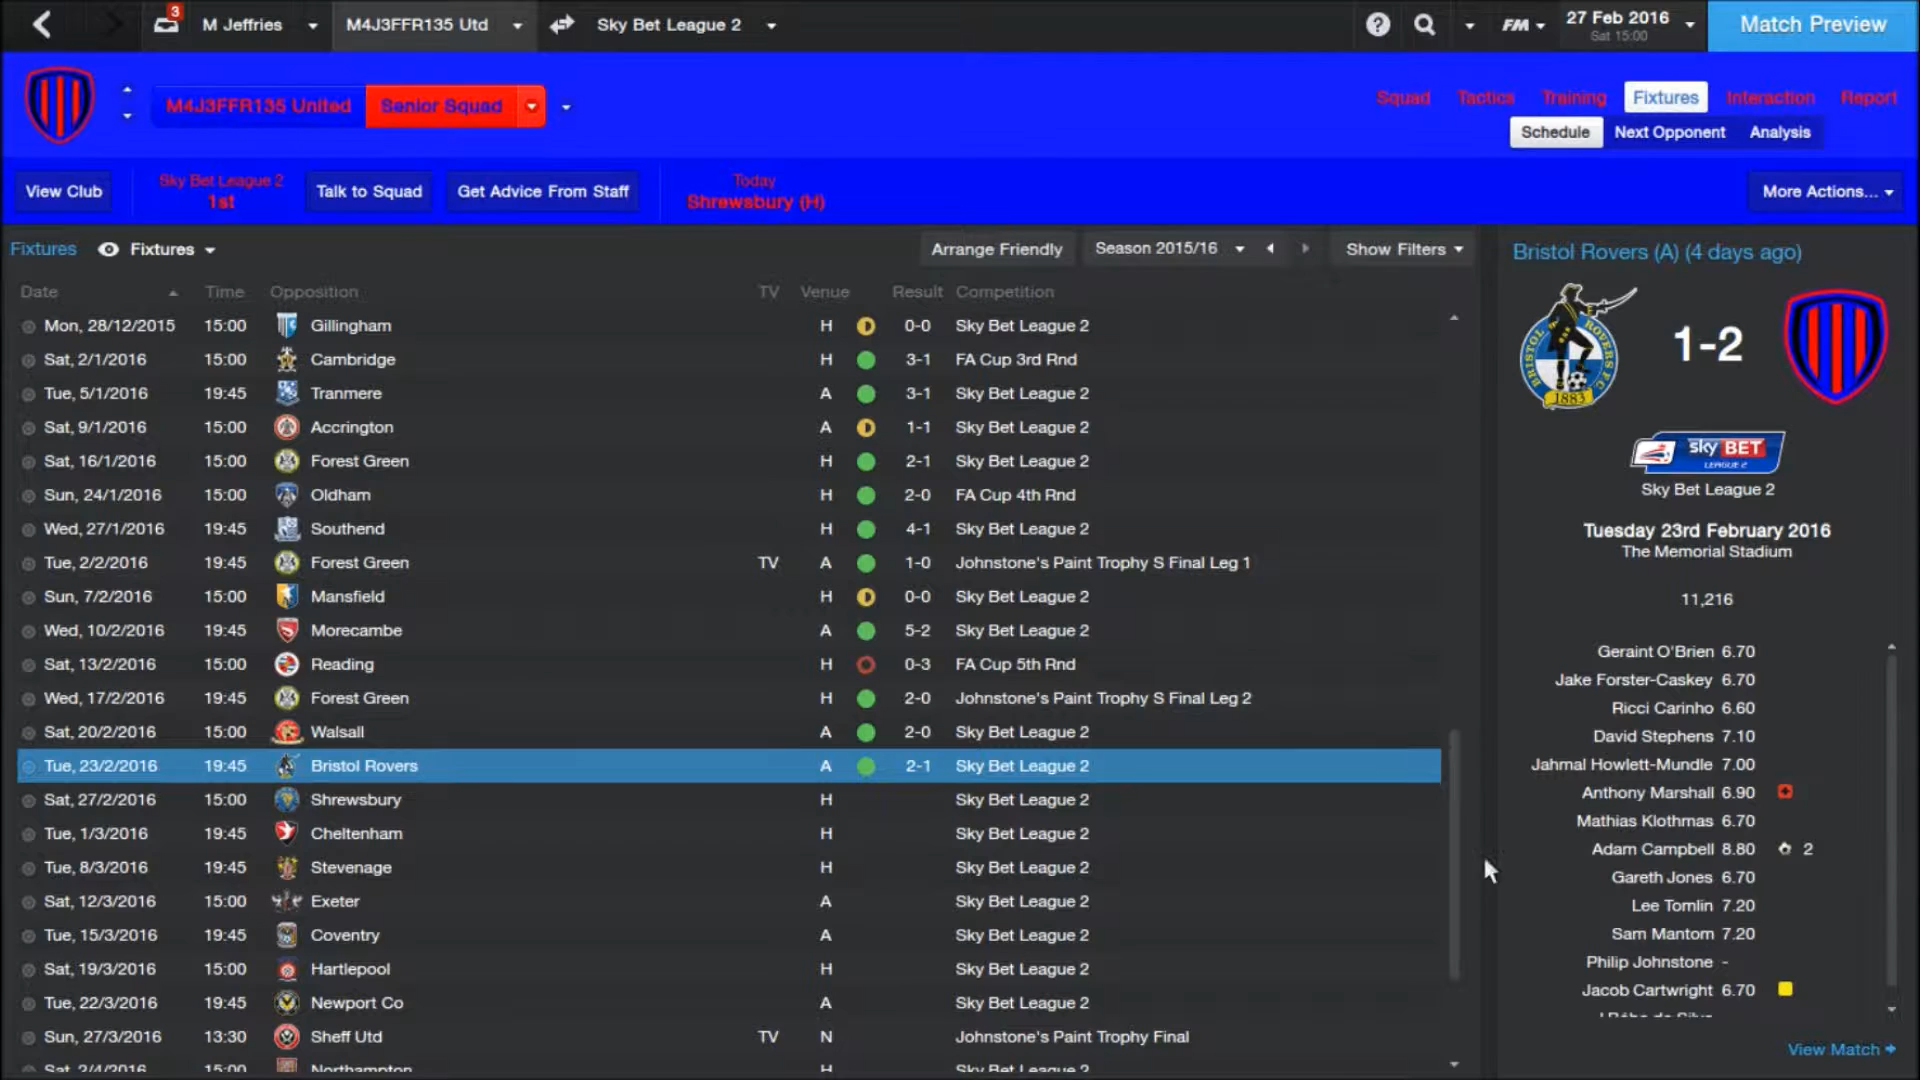 3 M Jeffries M4J3FFR135 Utd Sky Bet League 2 FM 27 Feb 2016 Match Preview
Sat 15:00
M4J3FFR135 United Senior Squad Squad Tactics Training Fixtures Interaction Report
Schedule Next Opponent Analysis
View Club Sky Bet League 2 Talk to Squad Get Advice From Staff Today More Actions...
1st Shrewsbury (H)
Fixtures Fixtures Arrange Friendly Season 2015/16 Show Filters
Date Time Opposition TV Venue Result Competition
Mon, 28/12/2015 15:00 Gillingham H 0-0 Sky Bet League 2
Sat, 2/1/2016 15:00 Cambridge H 3-1 FA Cup 3rd Rnd
Tue, 5/1/2016 19:45 Tranmere A 3-1 Sky Bet League 2
Sat, 9/1/2016 15:00 Accrington A 1-1 Sky Bet League 2
Sat, 16/1/2016 15:00 Forest Green H 2-1 Sky Bet League 2
Sun, 24/1/2016 15:00 Oldham H 2-0 FA Cup 4th Rnd
Wed, 27/1/2016 19:45 Southend H 4-1 Sky Bet League 2
Tue, 2/2/2016 19:45 Forest Green TV A 1-0 Johnstone's Paint Trophy S Final Leg 1
Sun, 7/2/2016 15:00 Mansfield H 0-0 Sky Bet League 2
Wed, 10/2/2016 19:45 Morecambe A 5-2 Sky Bet League 2
Sat, 13/2/2016 15:00 Reading H 0-3 FA Cup 5th Rnd
Wed, 17/2/2016 19:45 Forest Green H 2-0 Johnstone's Paint Trophy S Final Leg 2
Sat, 20/2/2016 15:00 Walsall A 2-0 Sky Bet League 2
Tue, 23/2/2016 19:45 Bristol Rovers A 2-1 Sky Bet League 2
Sat, 27/2/2016 15:00 Shrewsbury H Sky Bet League 2
Tue, 1/3/2016 19:45 Cheltenham H Sky Bet League 2
Tue, 8/3/2016 19:45 Stevenage H Sky Bet League 2
Sat, 12/3/2016 15:00 Exeter A Sky Bet League 2
Tue, 15/3/2016 19:45 Coventry A Sky Bet League 2
Sat, 19/3/2016 15:00 Hartlepool H Sky Bet League 2
Tue, 22/3/2016 19:45 Newport Co A Sky Bet League 2
Sun, 27/3/2016 13:30 Sheff Utd TV N Johnstone's Paint Trophy Final
Sat, 2/4/2016 15:00 Northampton H Sky Bet League 2
Bristol Rovers (A) (4 days ago)
BRISTOL ROVERS FC
1883
1-2
sky BET
LEAGUE 2
Sky Bet League 2
Tuesday 23rd February 2016
The Memorial Stadium
11,216
Geraint O'Brien 6.70
Jake Forster-Caskey 6.70
Ricci Carinho 6.60
David Stephens 7.10
Jahmal Howlett-Mundle 7.00
Anthony Marshall 6.90
Mathias Klothmas 6.70
Adam Campbell 8.80 2
Gareth Jones 6.70
Lee Tomlin 7.20
Sam Mantom 7.20
Philip Johnstone -
Jacob Cartwright 6.70
View Match